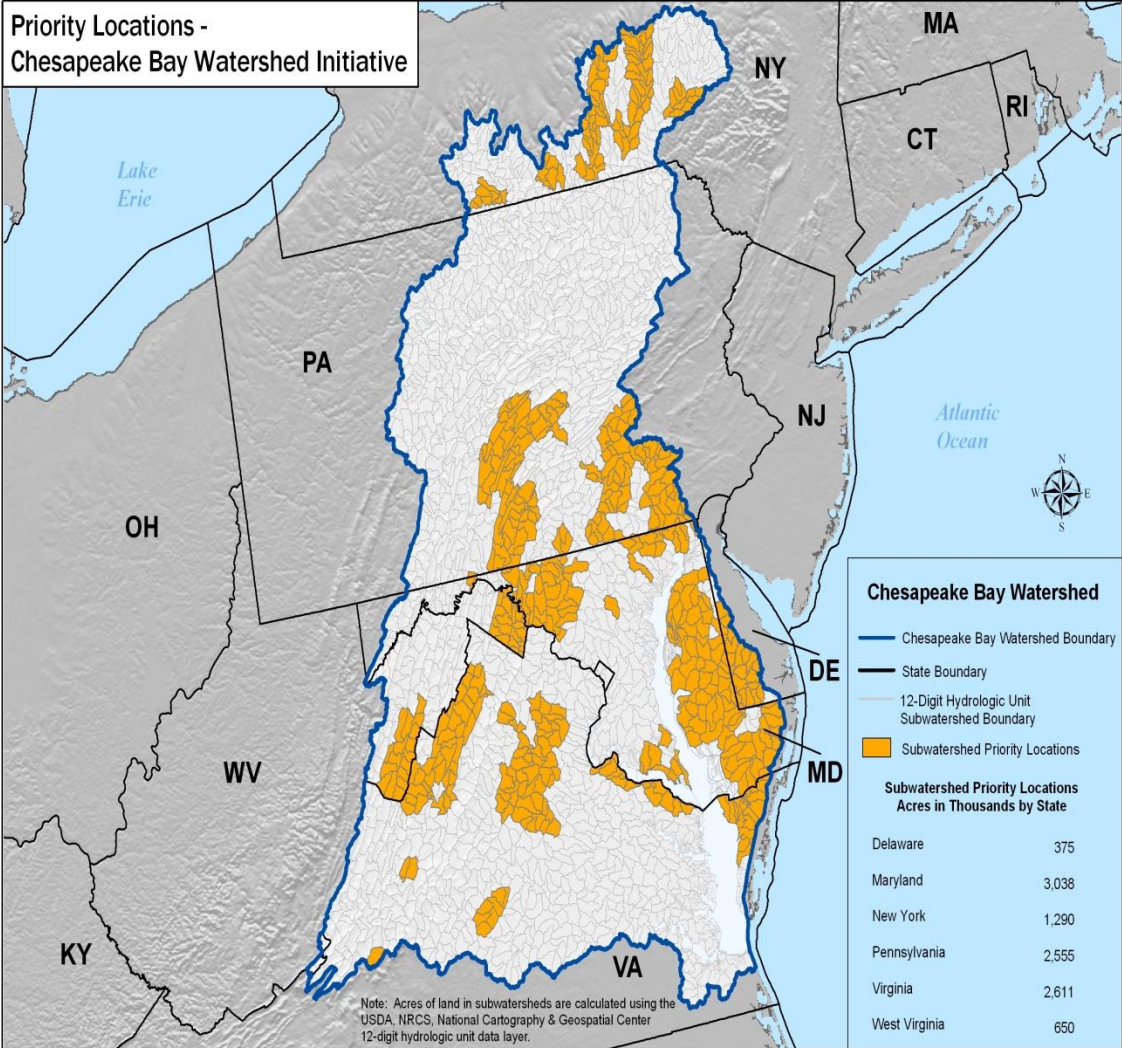 Priority Locations -
Chesapeake Bay Watershed Initiative
MA
NY
RI
CT
Lake
Erie
PA
NJ
Atlantic
Ocean
N
W E
S
OH
DE
WV
MD
KY
VA
Note: Acres of land in subwatersheds are calculated using the
USDA, NRCS, National Cartography & Geospatial Center
12-digit hydrologic unit data layer.
Chesapeake Bay Watershed
Chesapeake Bay Watershed Boundary
State Boundary
12-Digit Hydrologic Unit
Subwatershed Boundary
Subwatershed Priority Locations
Subwatershed Priority Locations
Acres in Thousands by State
Delaware 375
Maryland 3,038
New York 1,290
Pennsylvania 2,555
Virginia 2,611
West Virginia 650